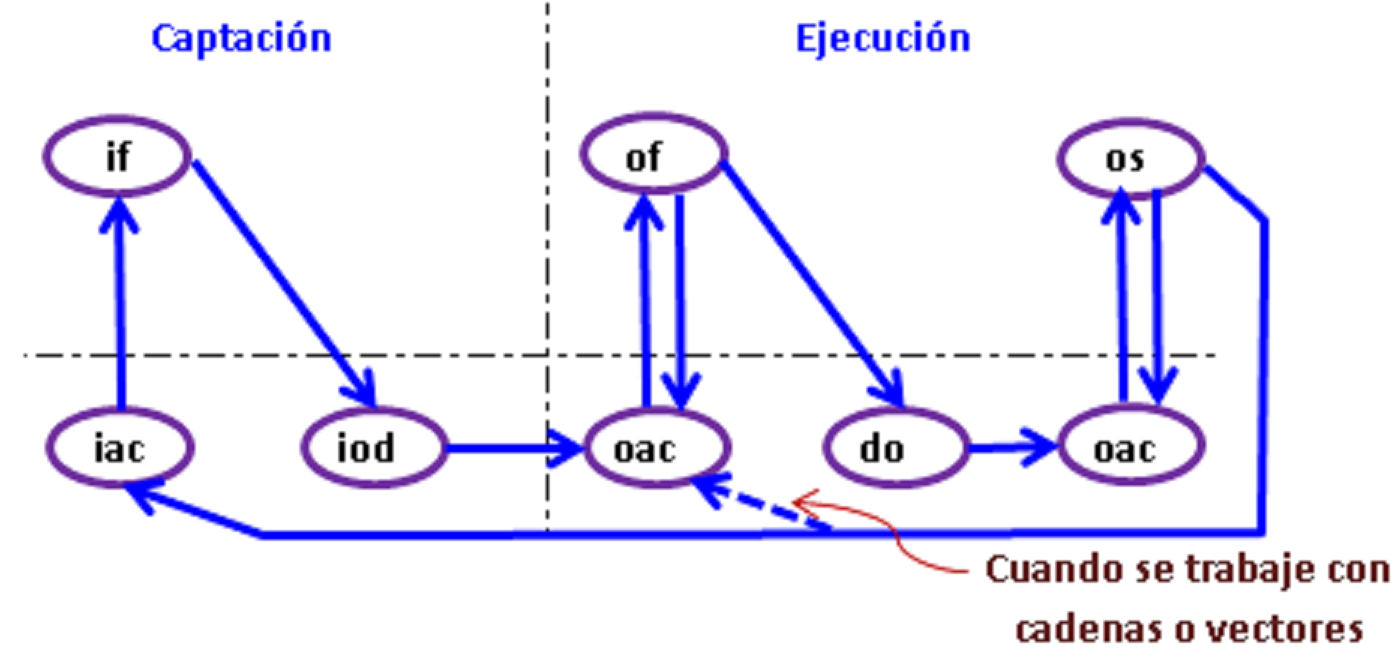 Captación
Ejecución
if
of
os
iac
iod
oac
do
oac
Cuando se trabaje con
cadenas o vectores